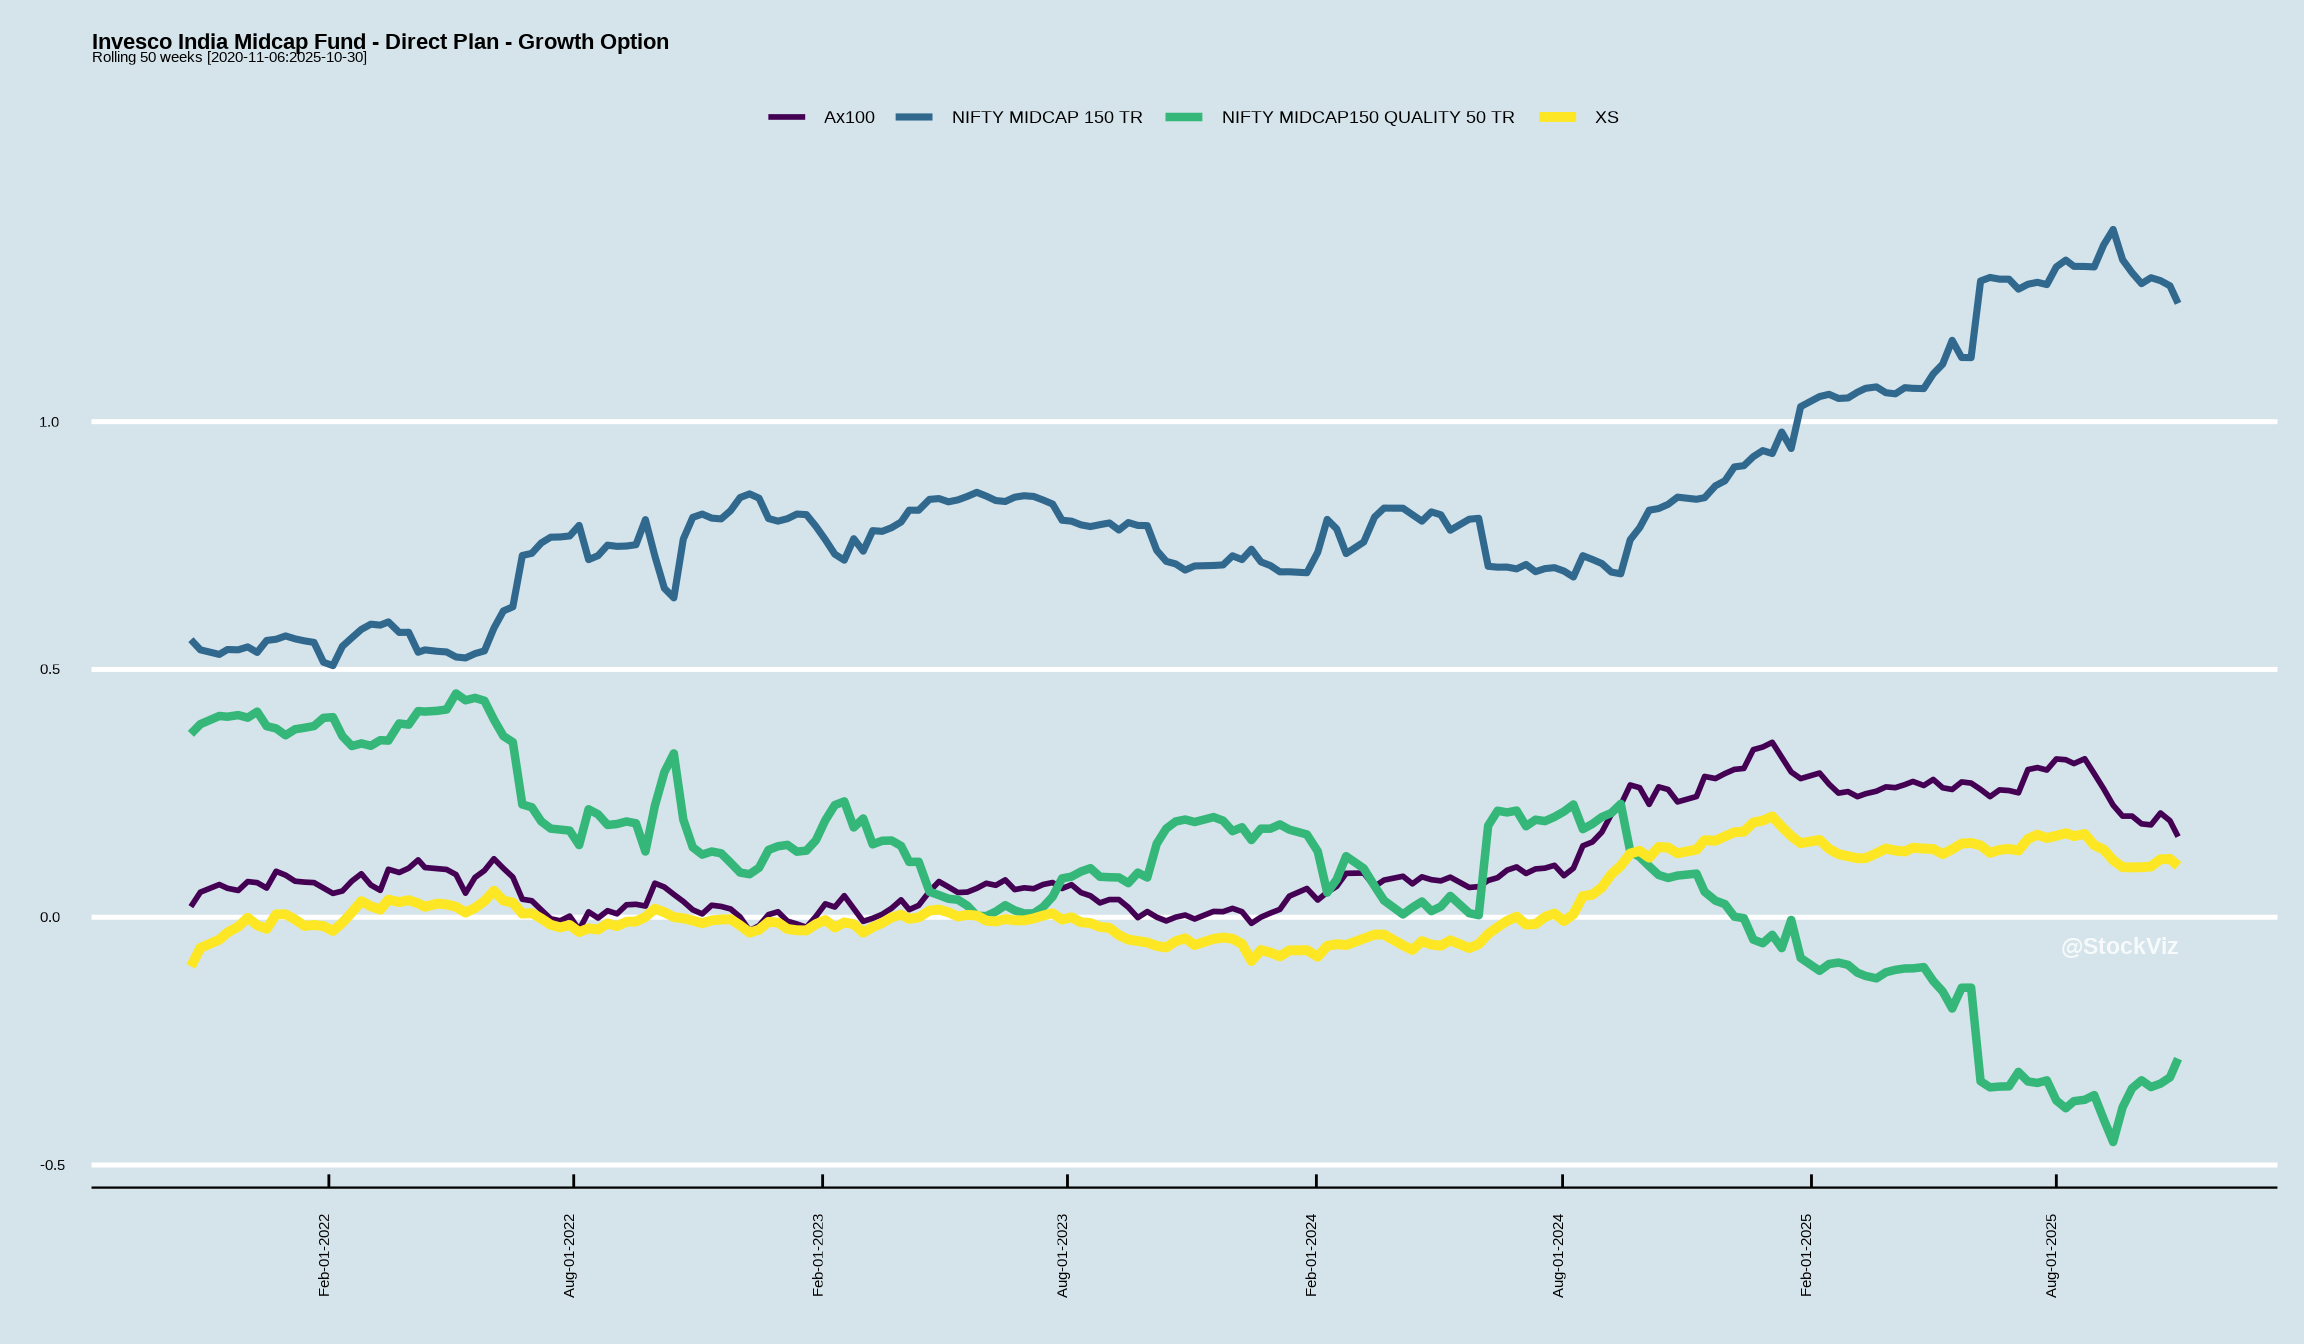 Invesco India Midcap Fund - Direct Plan - Growth Option
Rolling 50 weeks [2020-11-06:2025-10-30]
Ax100 NIFTY MIDCAP 150 TR NIFTY MIDCAP150 QUALITY 50 TR XS
1.0
0.5
0.0
@StockViz
-0.5
Feb-01-2022
Aug-01-2022
Feb-01-2023
Aug-01-2023
Feb-01-2024
Aug-01-2024
Feb-01-2025
Aug-01-2025